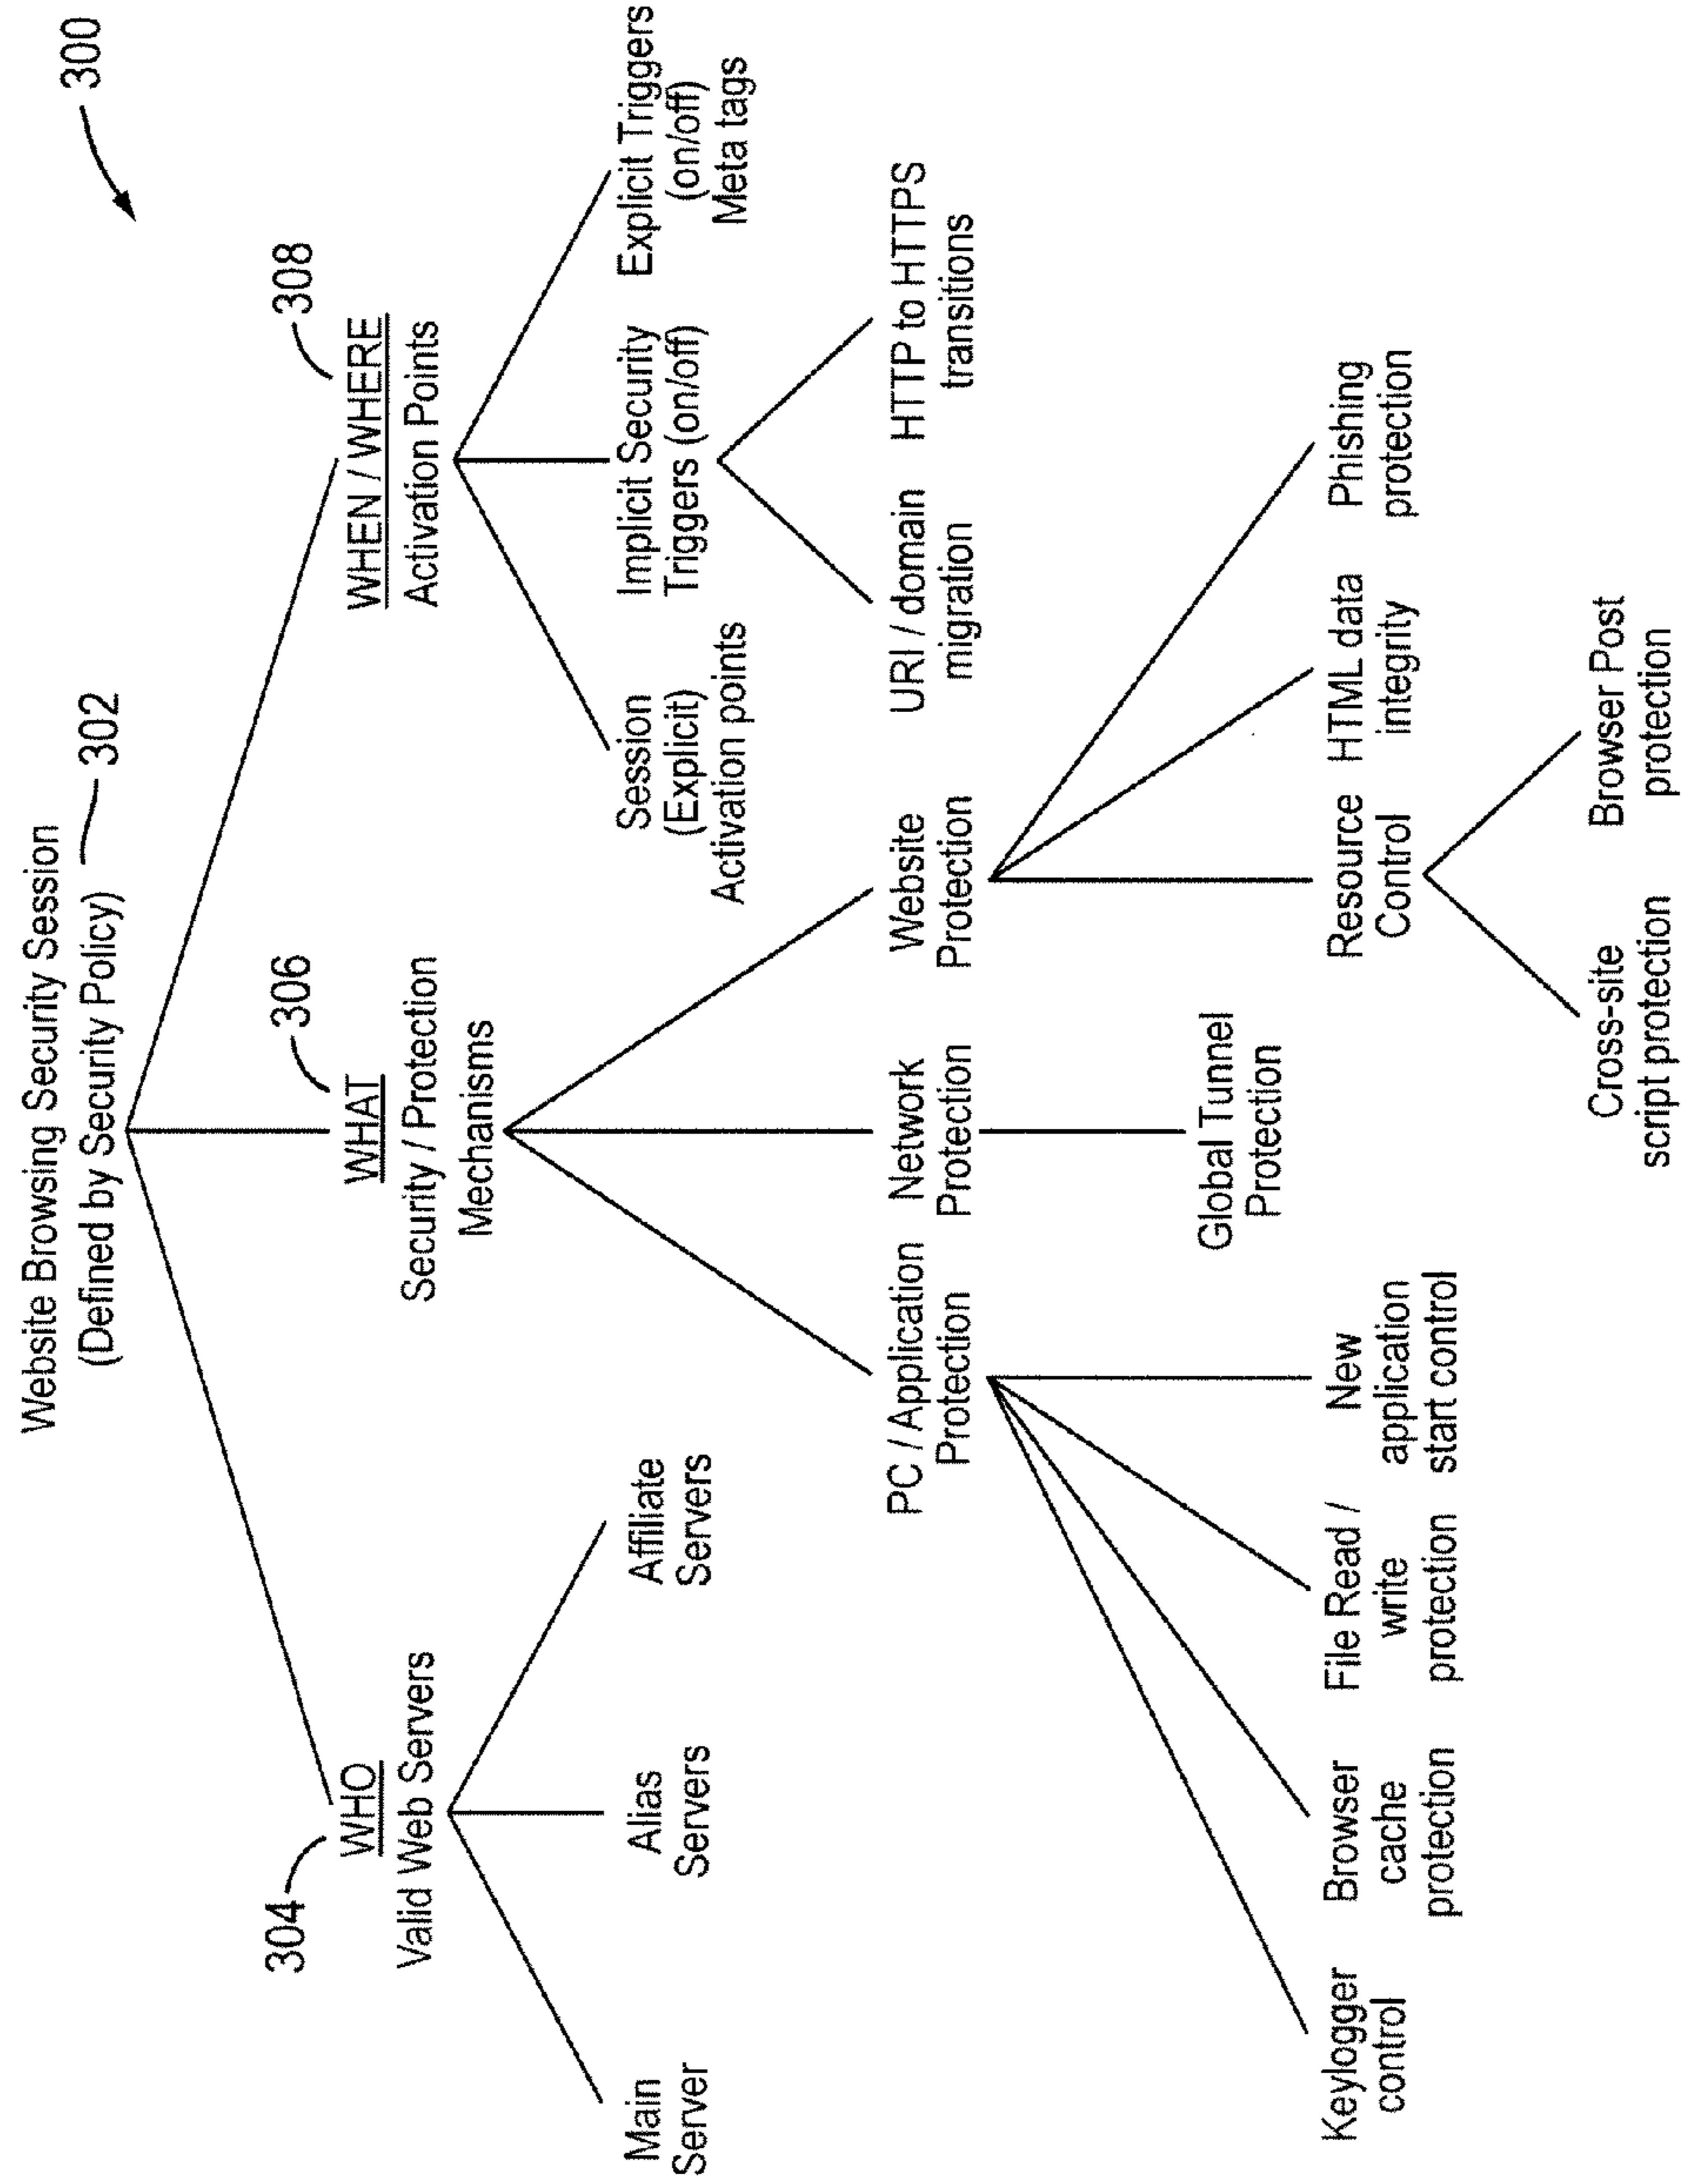 300
Website Browsing Security Session
(Defined by Security Policy)
302
304
WHO
Valid Web Servers
306
WHAT
Security / Protection
Mechanisms
308
WHEN / WHERE
Activation Points
Main
Server
Alias
Servers
Affiliate
Servers
Session
(Explicit)
Activation points
Implicit Security
Triggers (on/off)
Explicit Triggers
(on/off)
Meta tags
PC / Application
Protection
Network
Protection
Website
Protection
URI / domain
migration
HTTP to HTTPS
transitions
Global Tunnel
Protection
Keylogger
control
Browser
cache
protection
File Read /
write
protection
New
application
start control
Resource
Control
HTML data
integrity
Phishing
protection
Cross-site
script protection
Browser Post
protection